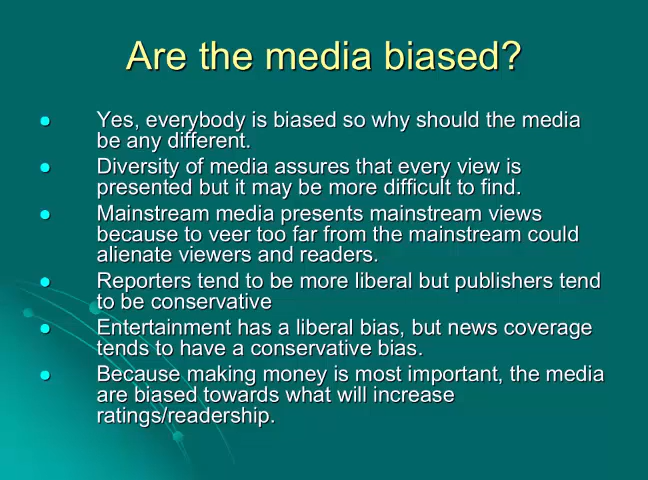 Are the media biased?
Yes, everybody is biased so why should the media
be any different.
Diversity of media assures that every view is
presented but it may be more difficult to find.
Mainstream media presents mainstream views
because to veer too far from the mainstream could
alienate viewers and readers.
Reporters tend to be more liberal but publishers tend
to be conservative
Entertainment has a liberal bias, but news coverage
tends to have a conservative bias.
Because making money is most important, the media
are biased towards what will increase
ratings/readership.